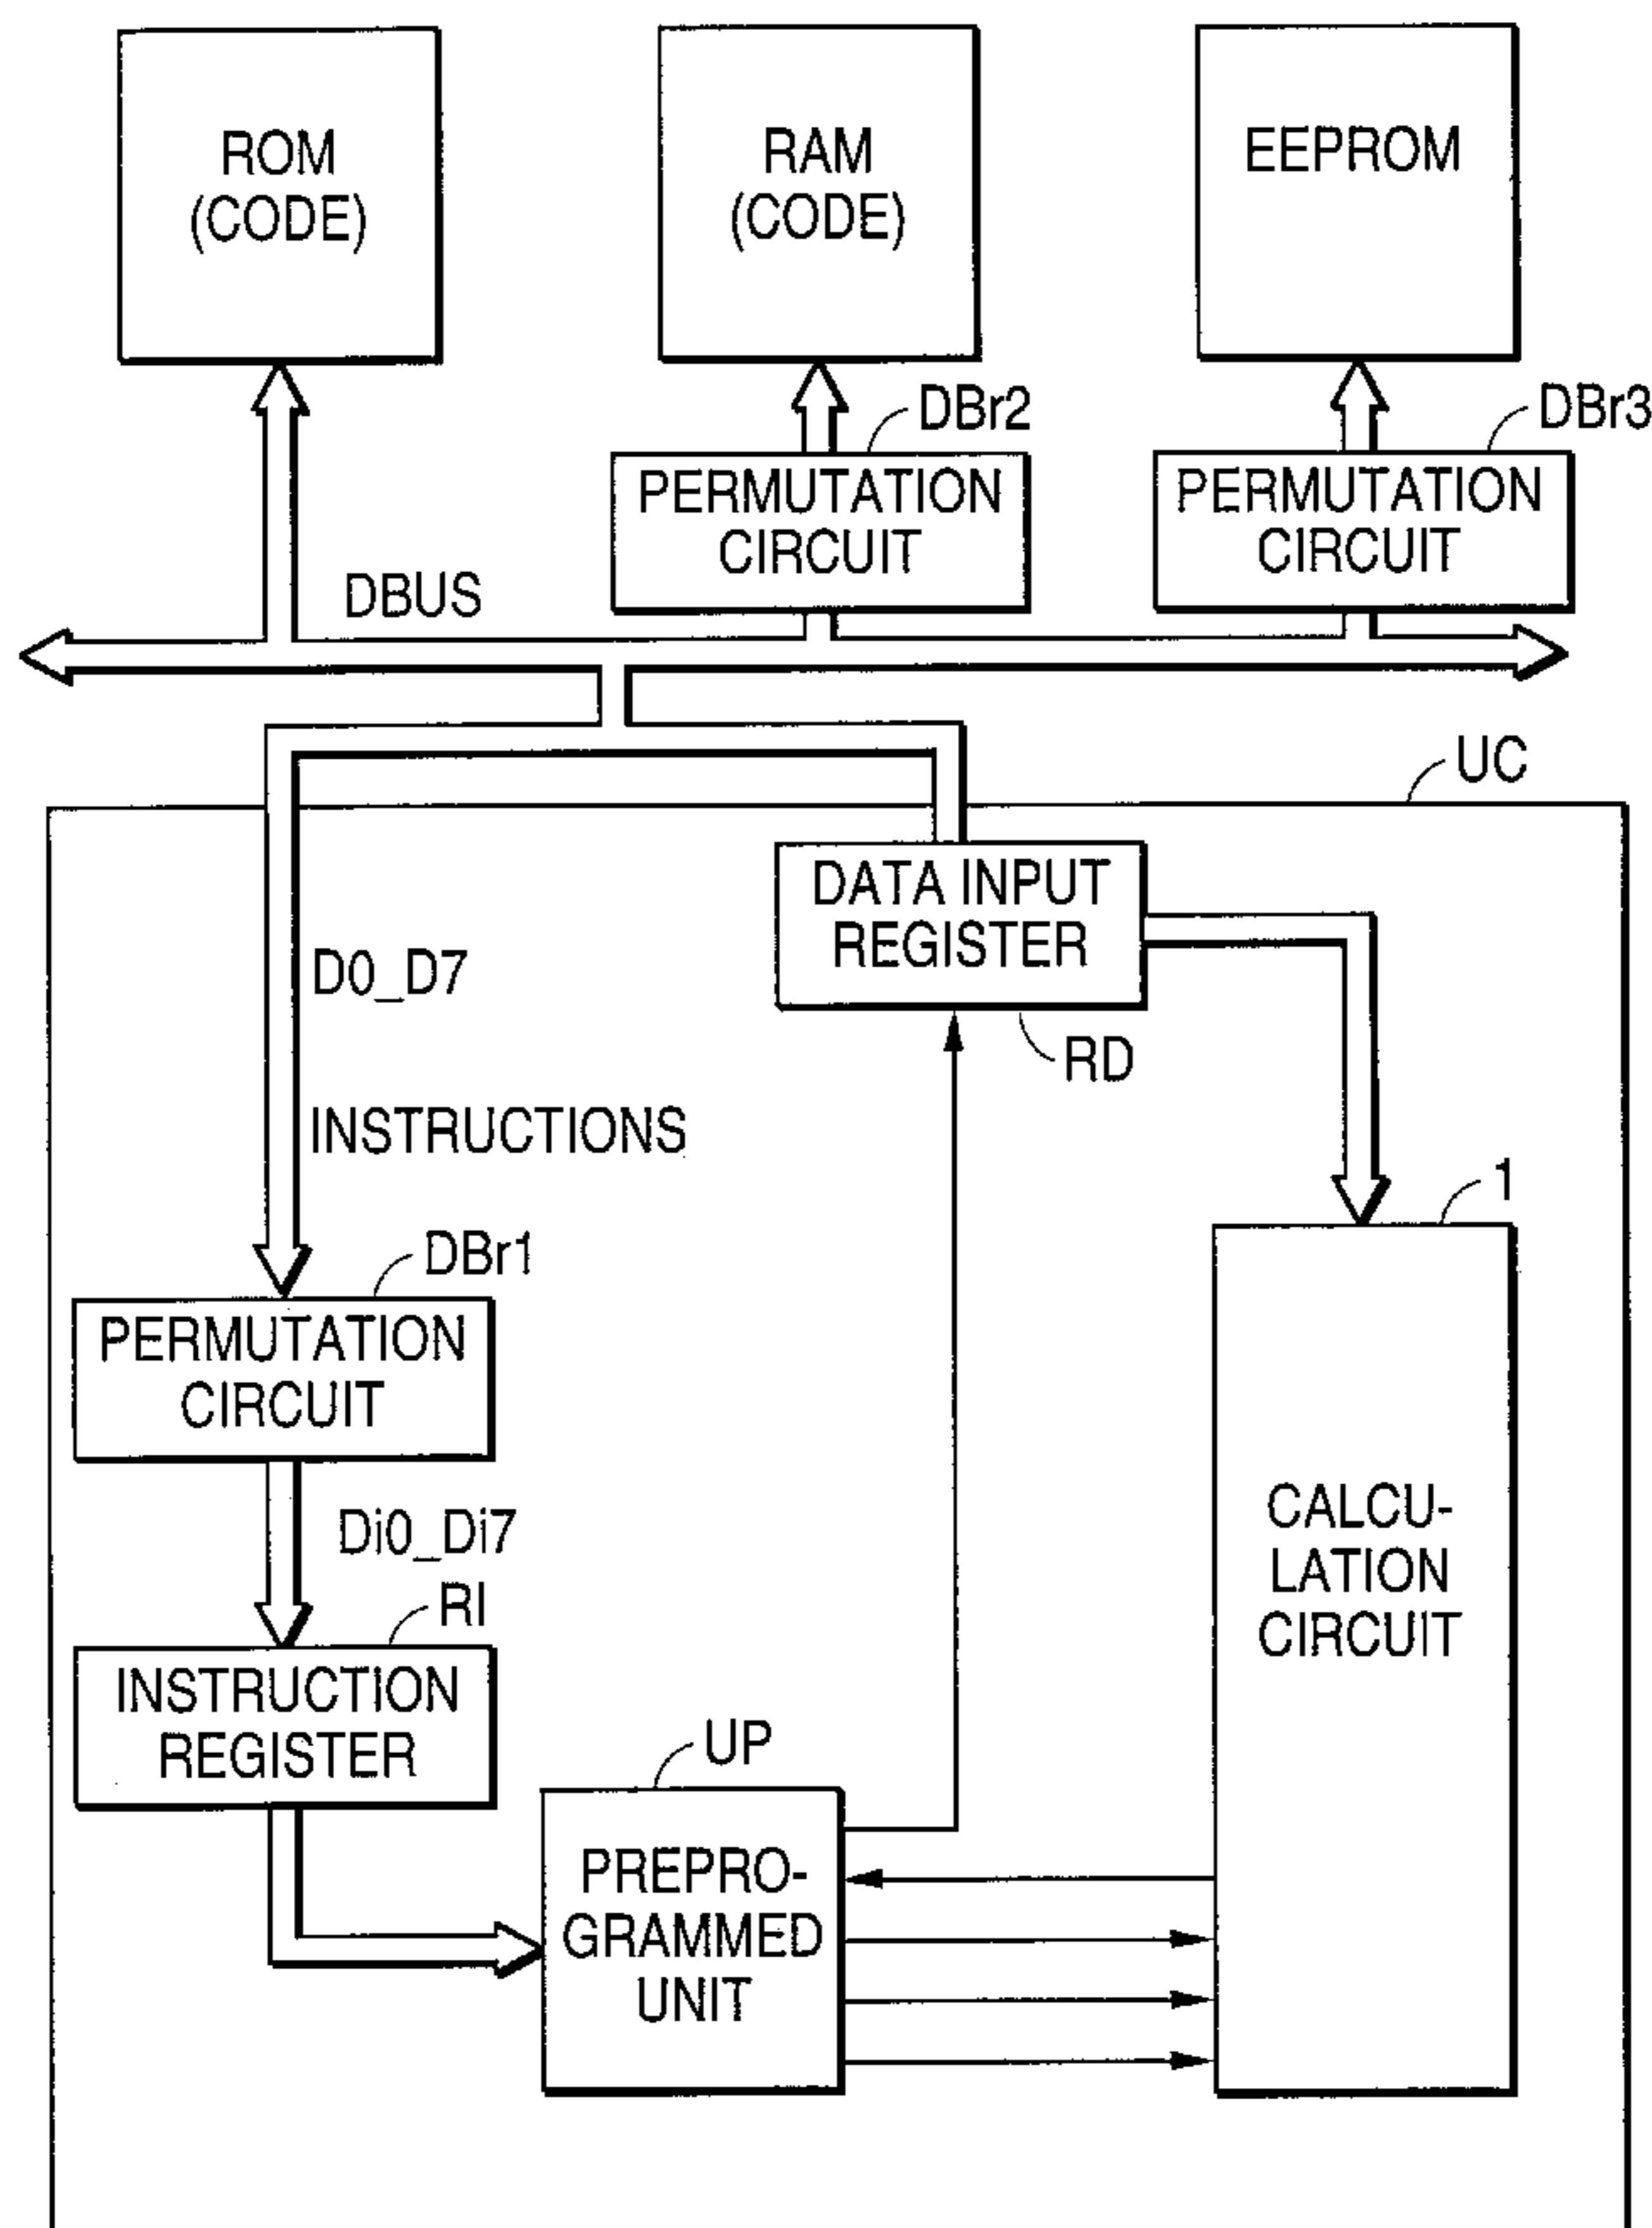 ROM
(CODE)
RAM
(CODE)
EEPROM
DBr2
DBr3
PERMUTATION
CIRCUIT
PERMUTATION
CIRCUIT
DBUS
UC
DATA INPUT
REGISTER
D0_D7
RD
INSTRUCTIONS
1
DBr1
PERMUTATION
CIRCUIT
CALCU-
LATION
CIRCUIT
Di0_Di7
RI
INSTRUCTION
REGISTER
UP
PREPRO-
GRAMMED
UNIT